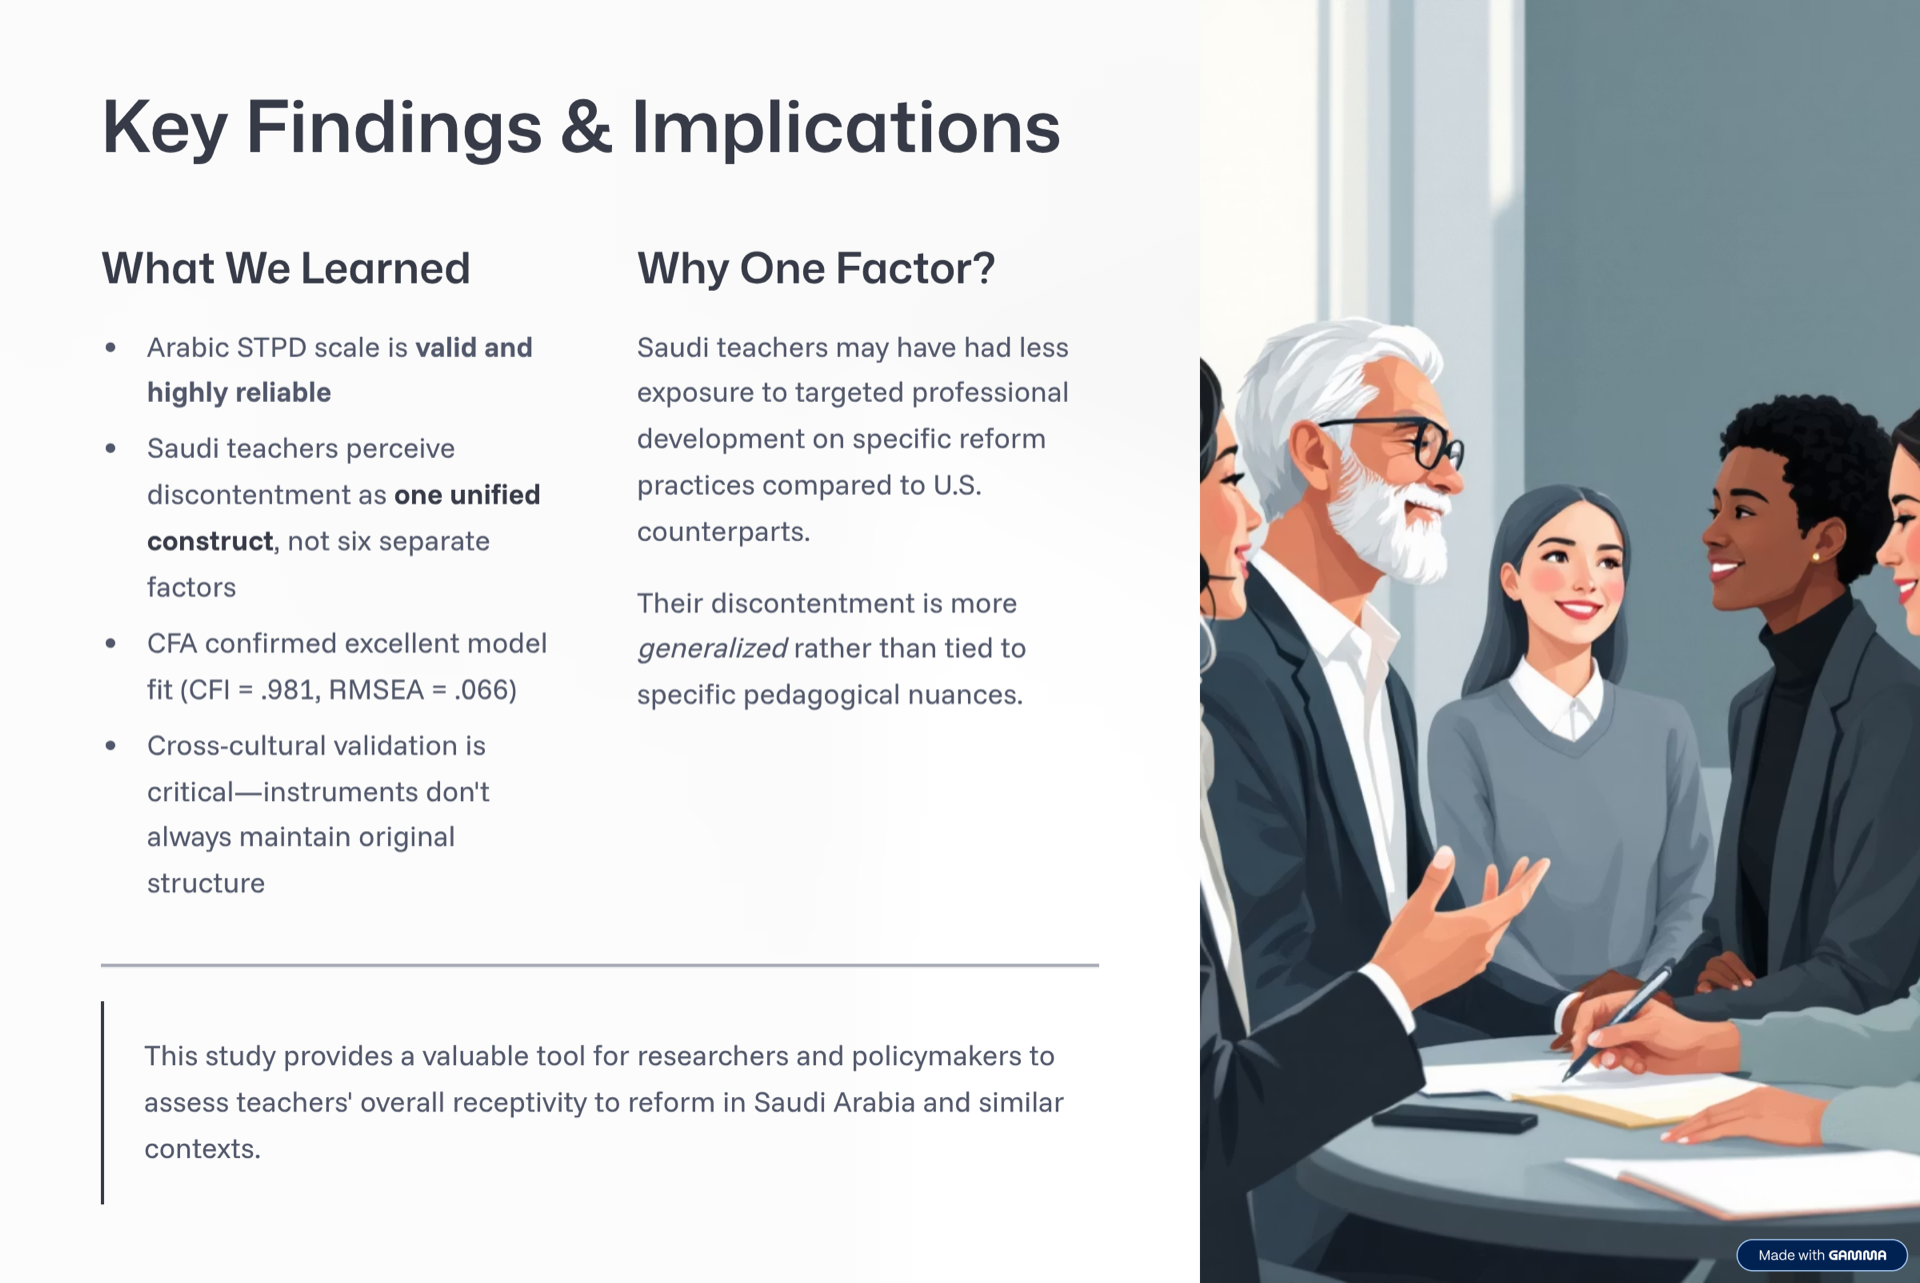 Key Findings & Implications
What We Learned
• Arabic STPD scale is valid and
highly reliable
• Saudi teachers perceive
discontentment as one unified
construct, not six separate
factors
• CFA confirmed excellent model
fit (CFI = .981, RMSEA = .066)
• Cross-cultural validation is
critical—instruments don't
always maintain original
structure
Why One Factor?
Saudi teachers may have had less
exposure to targeted professional
development on specific reform
practices compared to U.S.
counterparts.
Their discontentment is more
generalized rather than tied to
specific pedagogical nuances.
This study provides a valuable tool for researchers and policymakers to
assess teachers' overall receptivity to reform in Saudi Arabia and similar
contexts.
Made with GAMMA